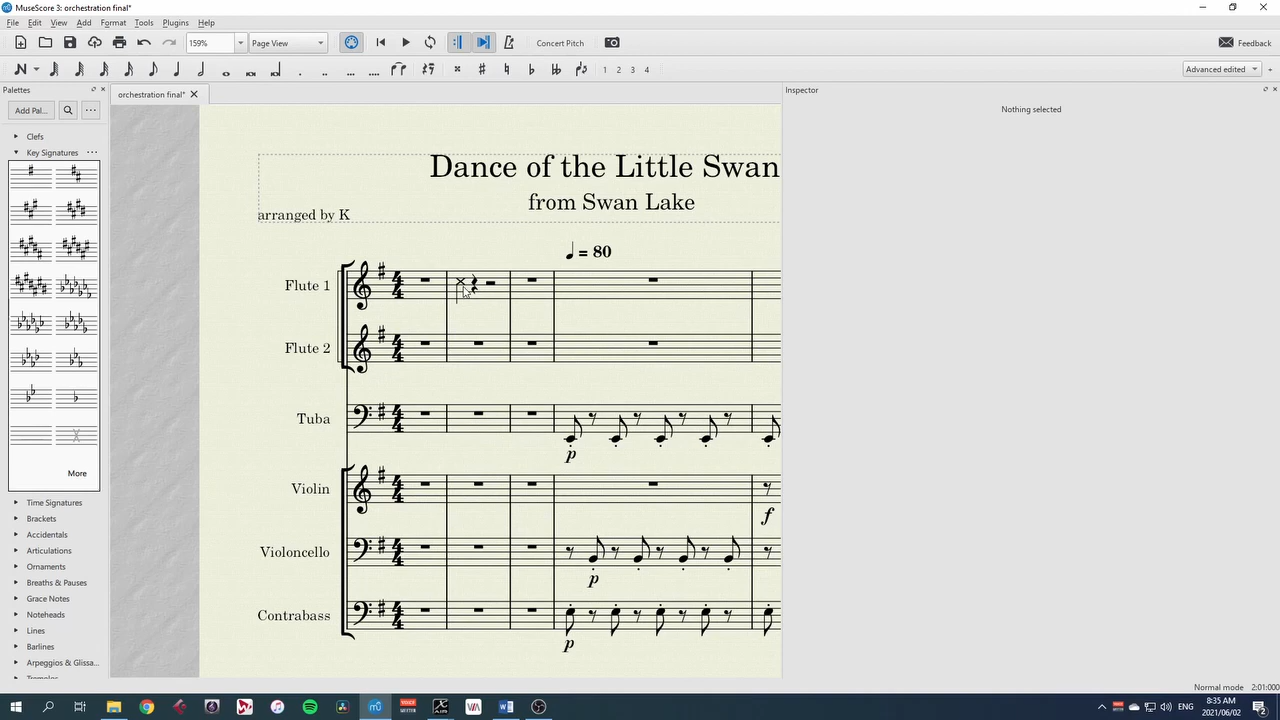 MuseScore 3: orchestration final*
File Edit View Add Format Tools Plugins Help
159% Page View Concert Pitch Feedback
1 2 3 4 Advanced edited
Palettes
orchestration final*
Inspector
Add Pal... ...
Nothing selected
Clefs
Key Signatures ...
More
Time Signatures
Brackets
Accidentals
Articulations
Ornaments
Breaths & Pauses
Grace Notes
Noteheads
Lines
Barlines
Arpeggios & Glissa...
Dance of the Little Swan
from Swan Lake
arranged by K
= 80
Flute 1
Flute 2
Tuba
p
Violin
f
Violoncello
p
Contrabass
p
Normal mode 2:01:000
8:35 AM
2021/06/02